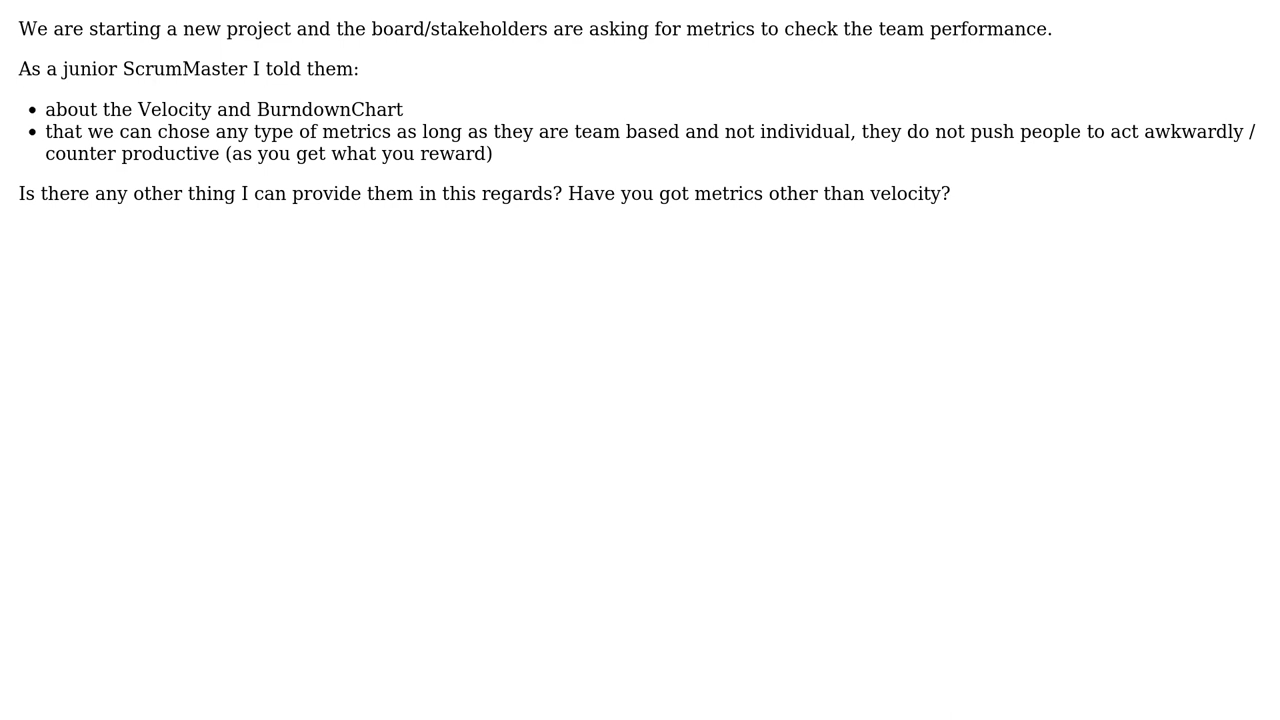 We are starting a new project and the board/stakeholders are asking for metrics to check the team performance.
As a junior ScrumMaster I told them:
• about the Velocity and BurndownChart
• that we can chose any type of metrics as long as they are team based and not individual, they do not push people to act awkwardly /
counter productive (as you get what you reward)
Is there any other thing I can provide them in this regards? Have you got metrics other than velocity?